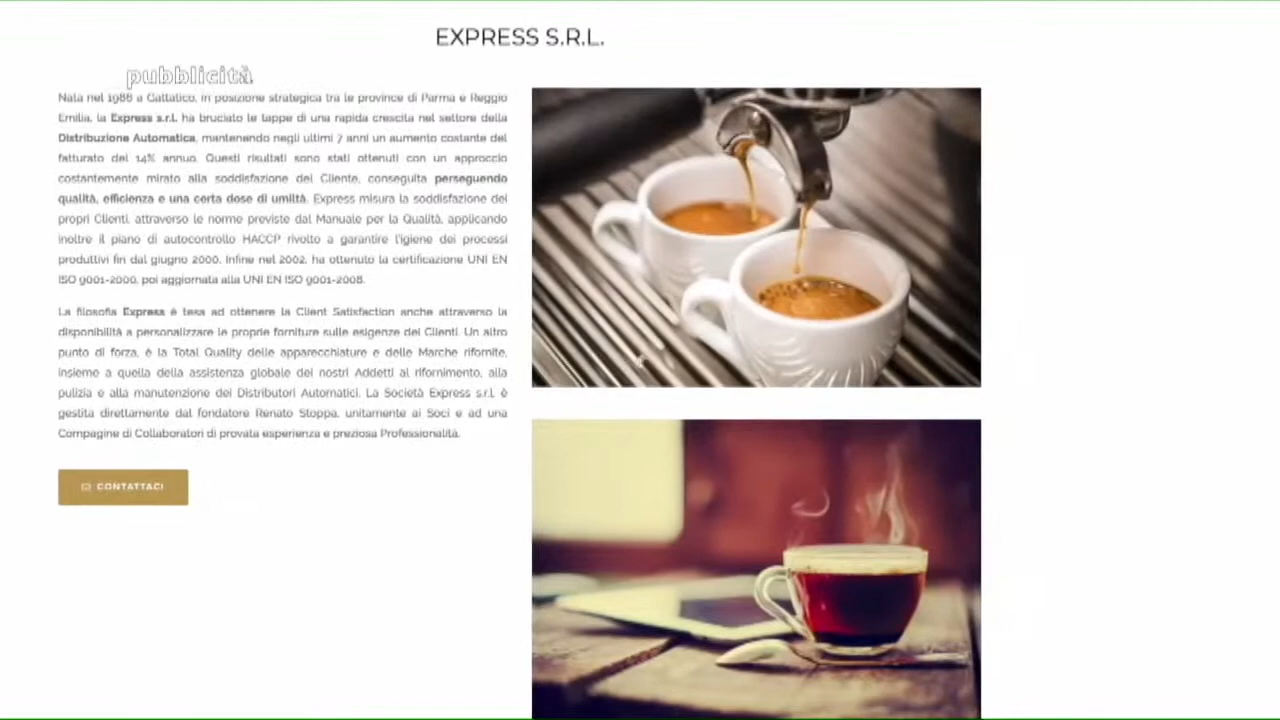 EXPRESS S.R.L.
pubblicità
Nata nel 1988 a Gattatico, in posizione strategica tra le province di Parma e Reggio
Emilia, la Express s.r.l. ha bruciato le tappe di una rapida crescita nel settore della
Distribuzione Automatica, mantenendo negli ultimi 7 anni un aumento costante del
fatturato del 14% annuo. Questi risultati sono stati ottenuti con un approccio
costantemente mirato alla soddisfazione del Cliente, conseguita perseguendo
qualità, efficienza e una certa dose di umiltà. Express misura la soddisfazione dei
propri Clienti, attraverso le norme previste dal Manuale per la Qualità, applicando
inoltre il piano di autocontrollo HACCP rivolto a garantire l'igiene dei processi
produttivi fin dal giugno 2000. Infine nel 2002, ha ottenuto la certificazione UNI EN
ISO 9001-2000, poi aggiornata alla UNI EN ISO 9001-2008.
La filosofia Express è tesa ad ottenere la Client Satisfaction anche attraverso la
disponibilità a personalizzare le proprie forniture sulle esigenze dei Clienti. Un altro
punto di forza, è la Total Quality delle apparecchiature e delle Marche rifornite,
insieme a quella della assistenza globale dei nostri Addetti al rifornimento, alla
pulizia e alla manutenzione dei Distributori Automatici. La Società Express s.r.l. è
gestita direttamente dal fondatore Renato Stoppa, unitamente ai Soci e ad una
Compagine di Collaboratori di provata esperienza e preziosa Professionalità.
CONTATTACI